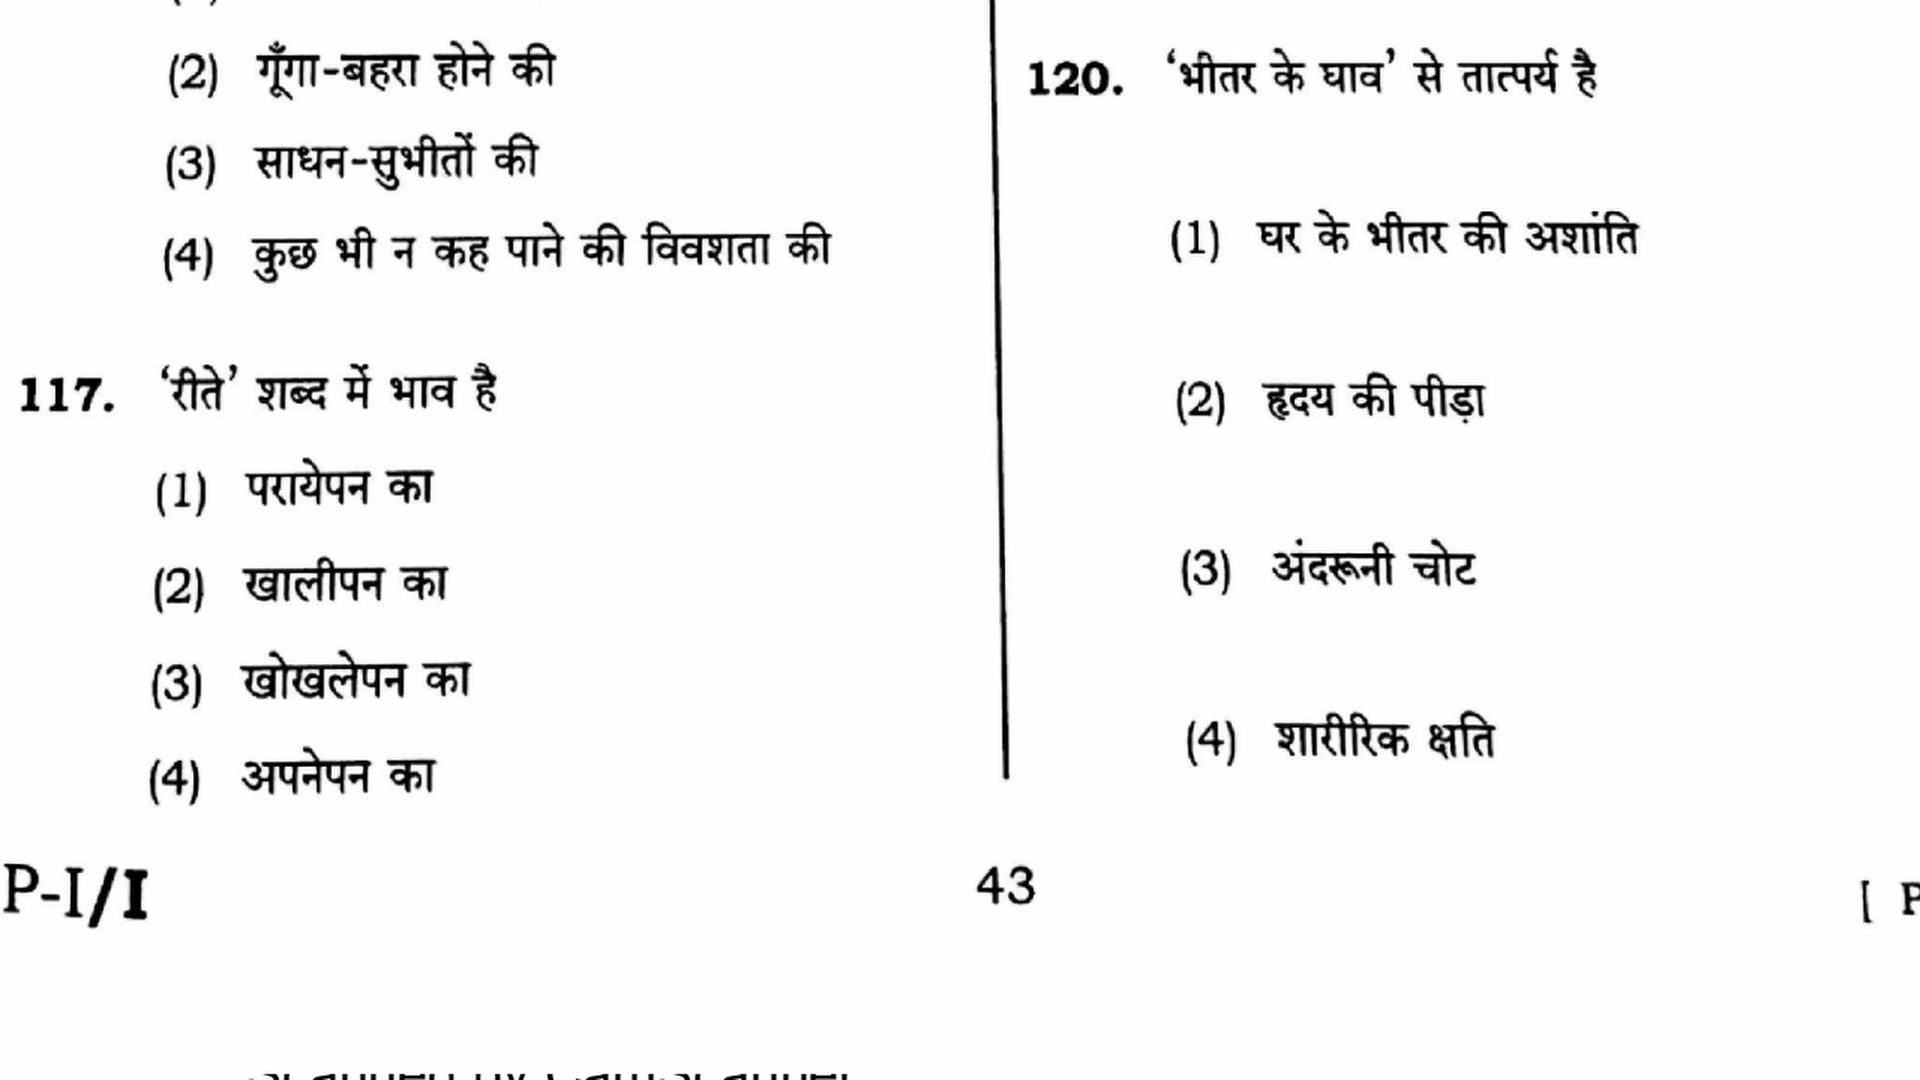 (2) गूँगा-बहरा होने की
(3) साधन-सुभीतों की
(4) कुछ भी न कह पाने की विवशता की
117. ‘रीते’ शब्द में भाव है
(1) परायेपन का
(2) खालीपन का
(3) खोखलेपन का
(4) अपनेपन का
120. ‘भीतर के घाव’ से तात्पर्य है
(1) घर के भीतर की अशांति
(2) हृदय की पीड़ा
(3) अंदरूनी चोट
(4) शारीरिक क्षति
P-I/I
43
[ P